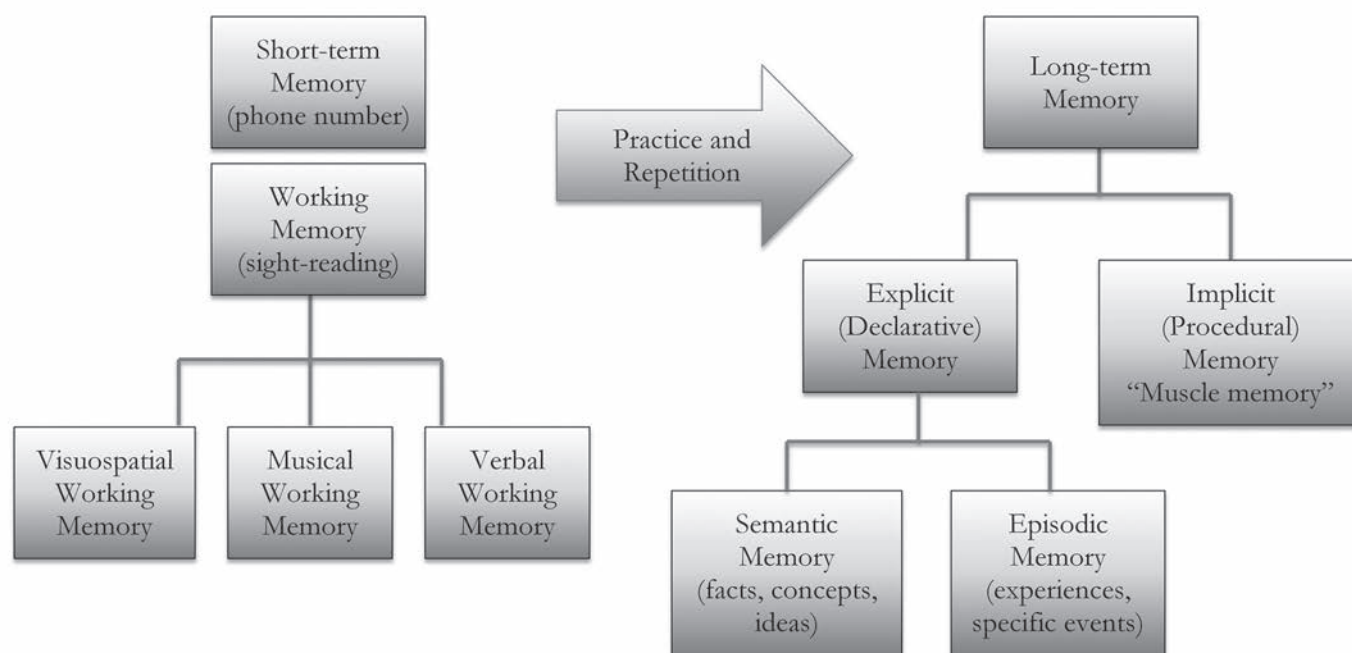 Short-term
Memory
(phone number)
Working
Memory
(sight-reading)
Visuospatial
Working
Memory
Musical
Working
Memory
Verbal
Working
Memory
Practice and
Repetition
Long-term
Memory
Explicit
(Declarative)
Memory
Implicit
(Procedural)
Memory
“Muscle memory”
Semantic
Memory
(facts, concepts,
ideas)
Episodic
Memory
(experiences,
specific events)